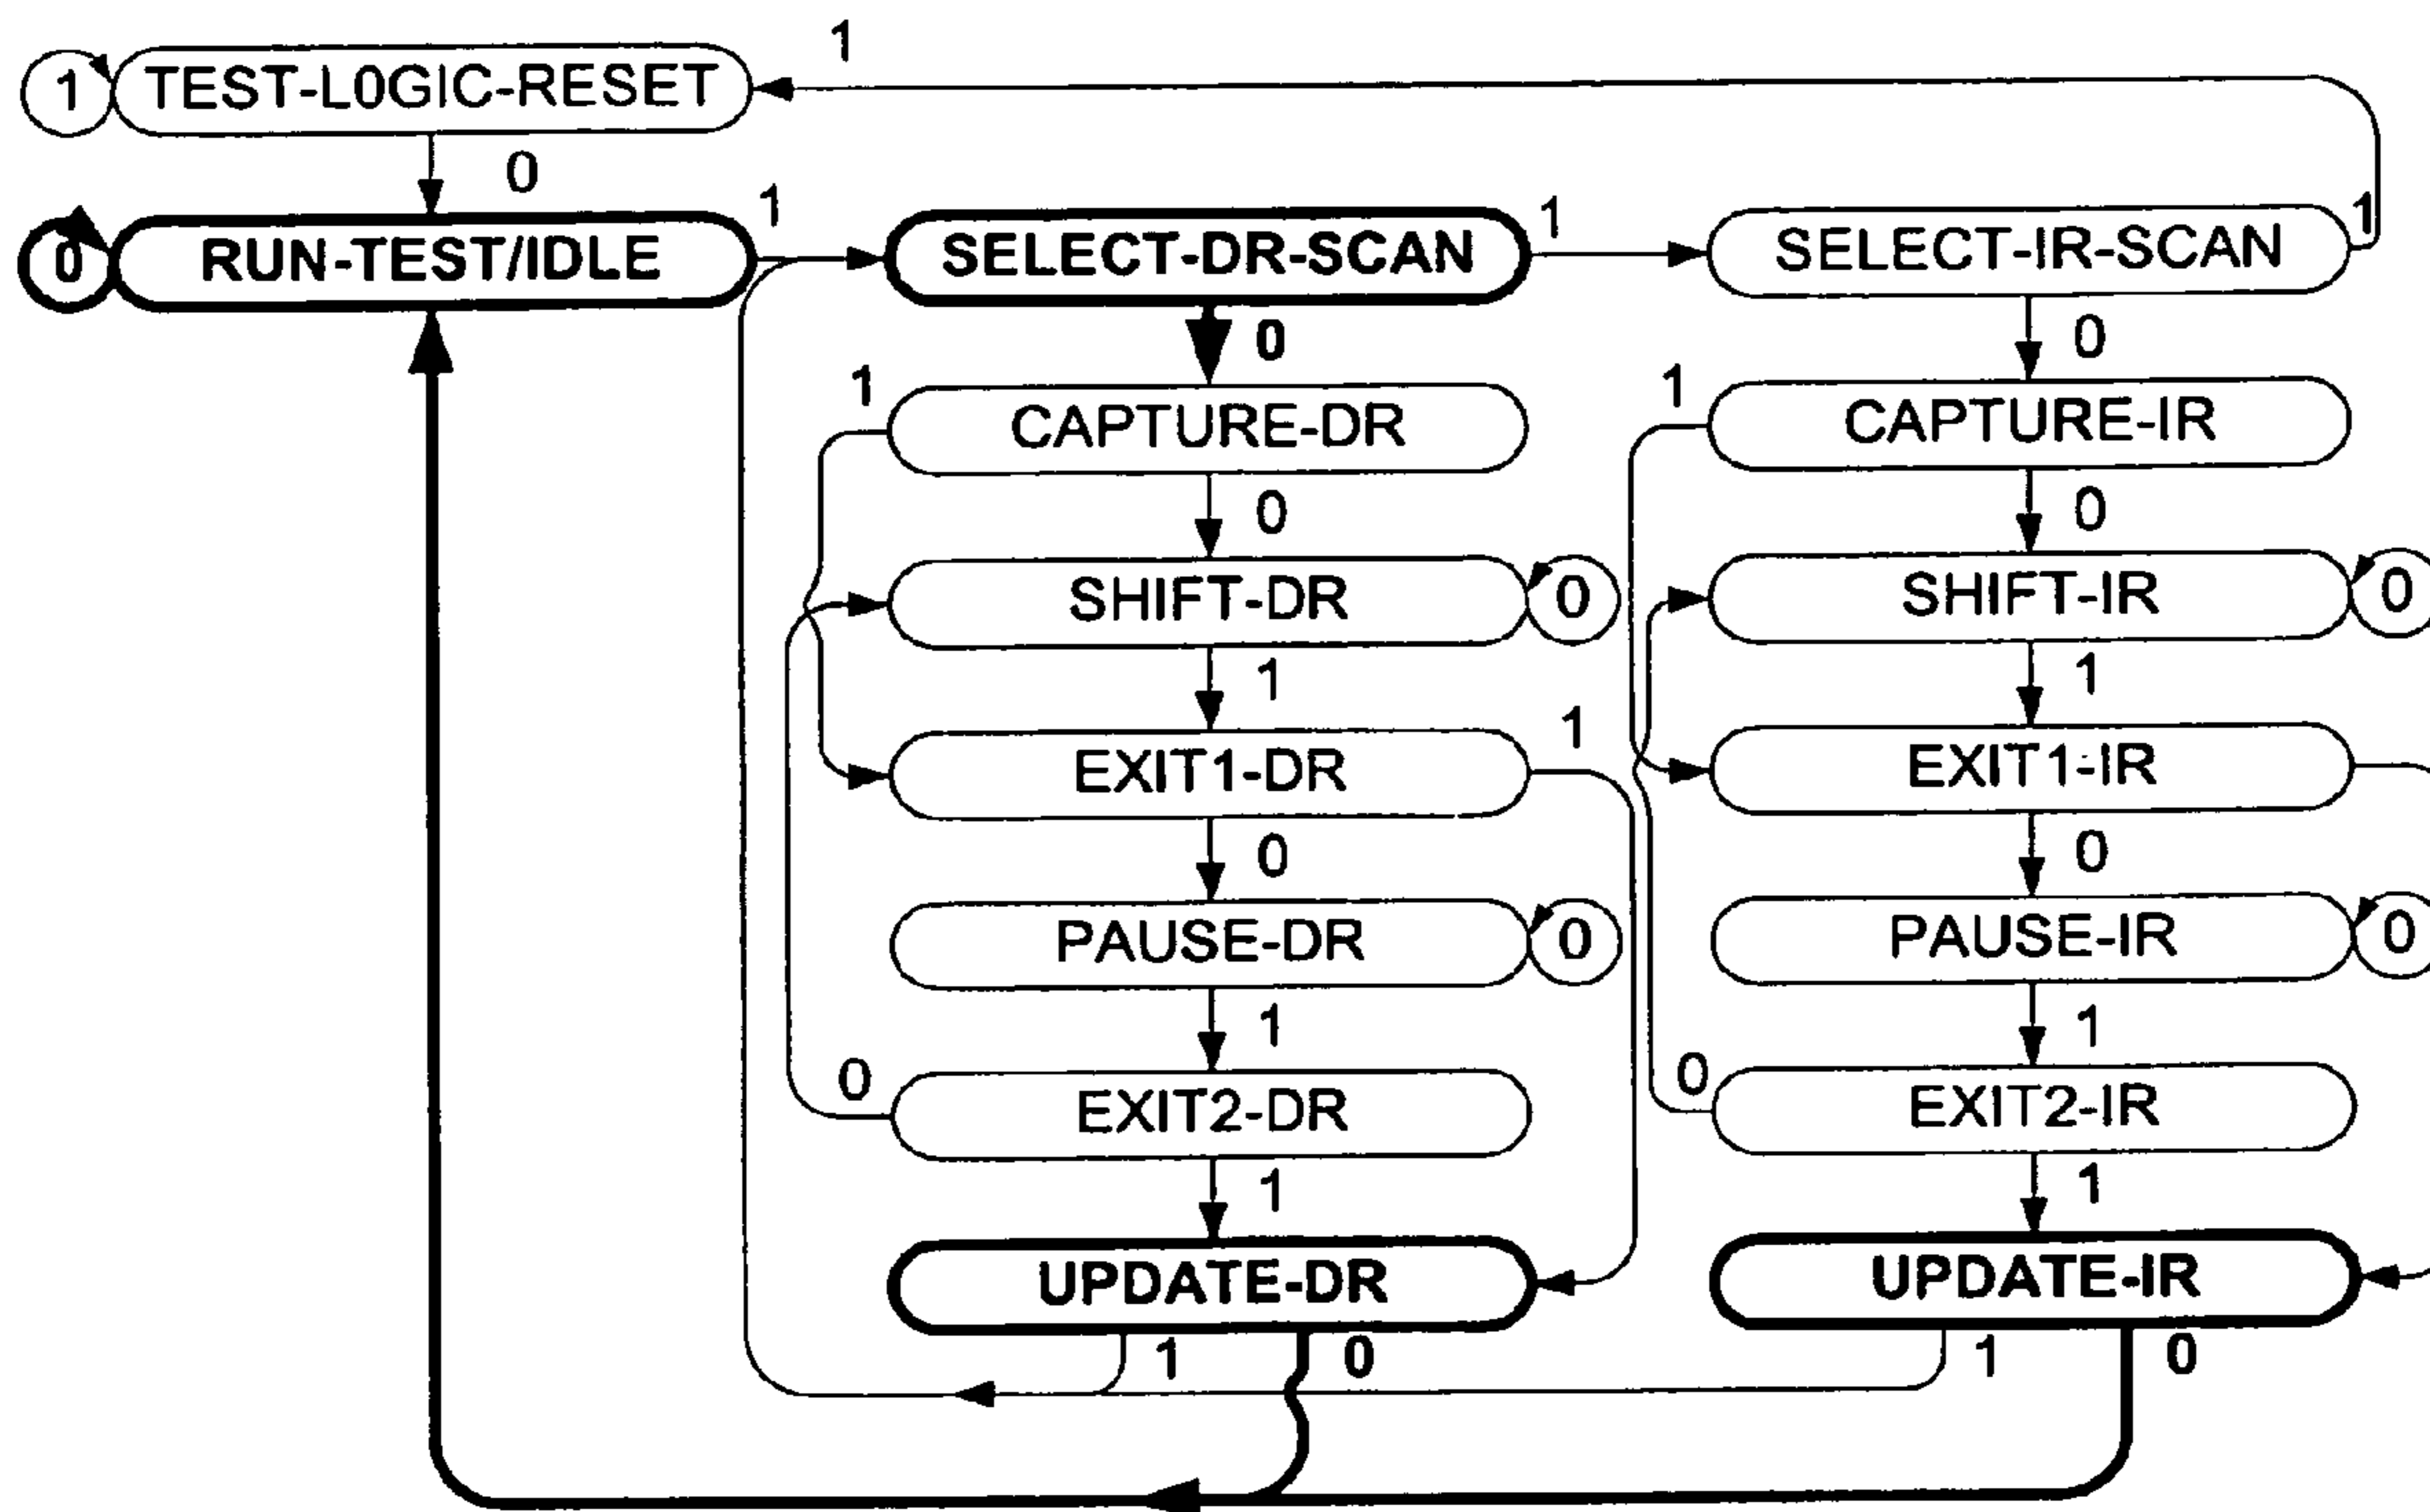 1
1 TEST-L0GIC-RESET
0
1 1 1
0 RUN-TEST/IDLE SELECT-DR-SCAN SELECT-IR-SCAN
0 0
1 1
CAPTURE-DR CAPTURE-IR
0 0
SHIFT-DR 0 SHIFT-IR 0
1 1
1
EXIT1-DR EXIT1-IR
0 0
PAUSE-DR 0 PAUSE-IR 0
1 1
0 0
EXIT2-DR EXIT2-IR
1 1
UPDATE-DR UPDATE-IR
1 0 1 0